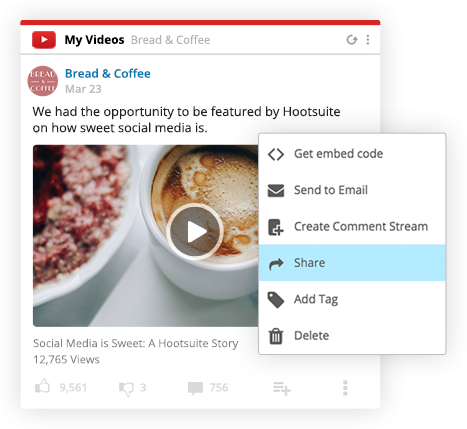 My Videos Bread & Coffee
BREAD & COFFEE
Bread & Coffee
Mar 23
We had the opportunity to be featured by Hootsuite
on how sweet social media is.
Get embed code
Send to Email
Create Comment Stream
Share
Add Tag
Delete
Social Media is Sweet: A Hootsuite Story
12,765 Views
9,561 3 756